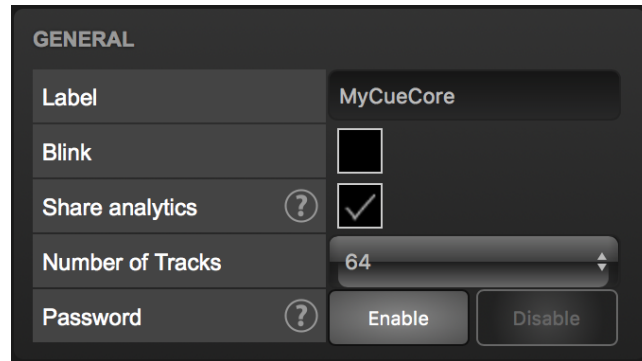 GENERAL
Label MyCueCore
Blink
Share analytics ?
Number of Tracks 64
Password ? Enable Disable